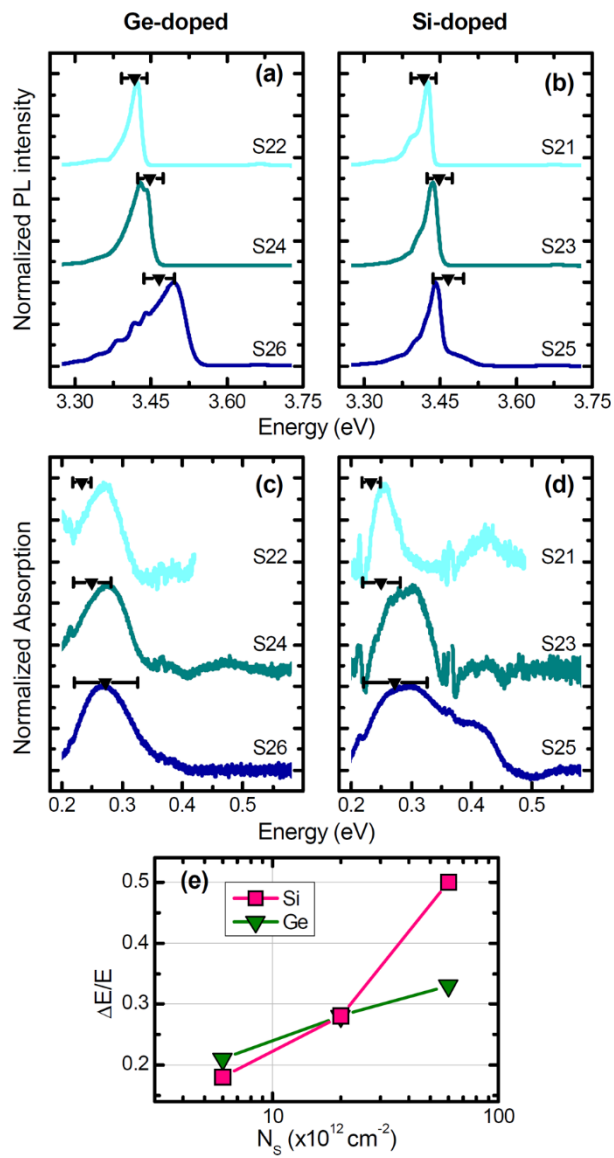 Ge-doped Si-doped
(a) (b)
Normalized PL intensity
S22 S21
S24 S23
S26 S25
3.30 3.45 3.60 3.75 3.30 3.45 3.60 3.75
Energy (eV)
(c) (d)
Normalized Absorption
S22 S21
S24 S23
S26 S25
0.2 0.3 0.4 0.5 0.2 0.3 0.4 0.5
Energy (eV)
(e)
Si
Ge
ΔE/E
0.5
0.4
0.3
0.2
10 100
N_S (x10^12 cm^-2)